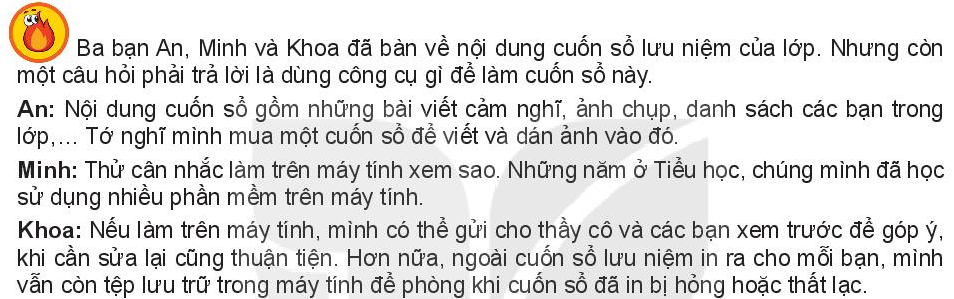 Ba bạn An, Minh và Khoa đã bàn về nội dung cuốn sổ lưu niệm của lớp. Nhưng còn
một câu hỏi phải trả lời là dùng công cụ gì để làm cuốn sổ này.
An: Nội dung cuốn sổ gồm những bài viết cảm nghĩ, ảnh chụp, danh sách các bạn trong
lớp,... Tớ nghĩ mình mua một cuốn sổ để viết và dán ảnh vào đó.
Minh: Thử cân nhắc làm trên máy tính xem sao. Những năm ở Tiểu học, chúng mình đã học
sử dụng nhiều phần mềm trên máy tính.
Khoa: Nếu làm trên máy tính, mình có thể gửi cho thầy cô và các bạn xem trước để góp ý,
khi cần sửa lại cũng thuận tiện. Hơn nữa, ngoài cuốn sổ lưu niệm in ra cho mỗi bạn, mình
vẫn còn tệp lưu trữ trong máy tính để phòng khi cuốn sổ đã in bị hỏng hoặc thất lạc.